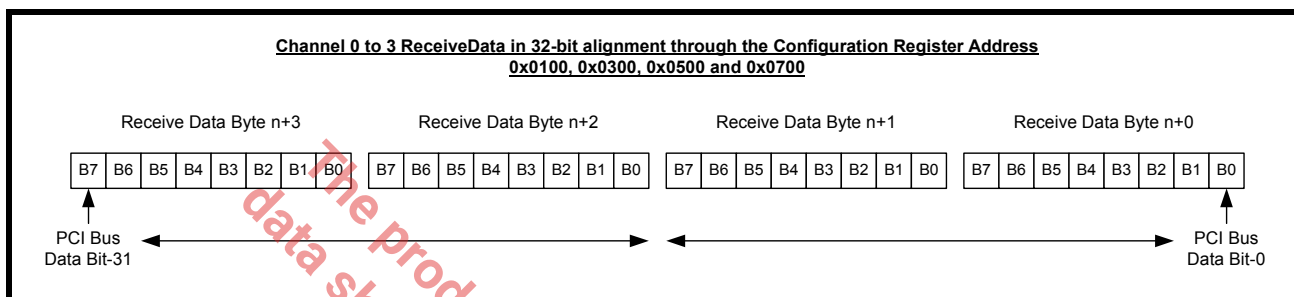 Channel 0 to 3 ReceiveData in 32-bit alignment through the Configuration Register Address
0x0100, 0x0300, 0x0500 and 0x0700
Receive Data Byte n+3 Receive Data Byte n+2 Receive Data Byte n+1 Receive Data Byte n+0
B7 B6 B5 B4 B3 B2 B1 B0 B7 B6 B5 B4 B3 B2 B1 B0 B7 B6 B5 B4 B3 B2 B1 B0 B7 B6 B5 B4 B3 B2 B1 B0
PCI Bus PCI Bus
Data Bit-31 Data Bit-0
The prod
data sh